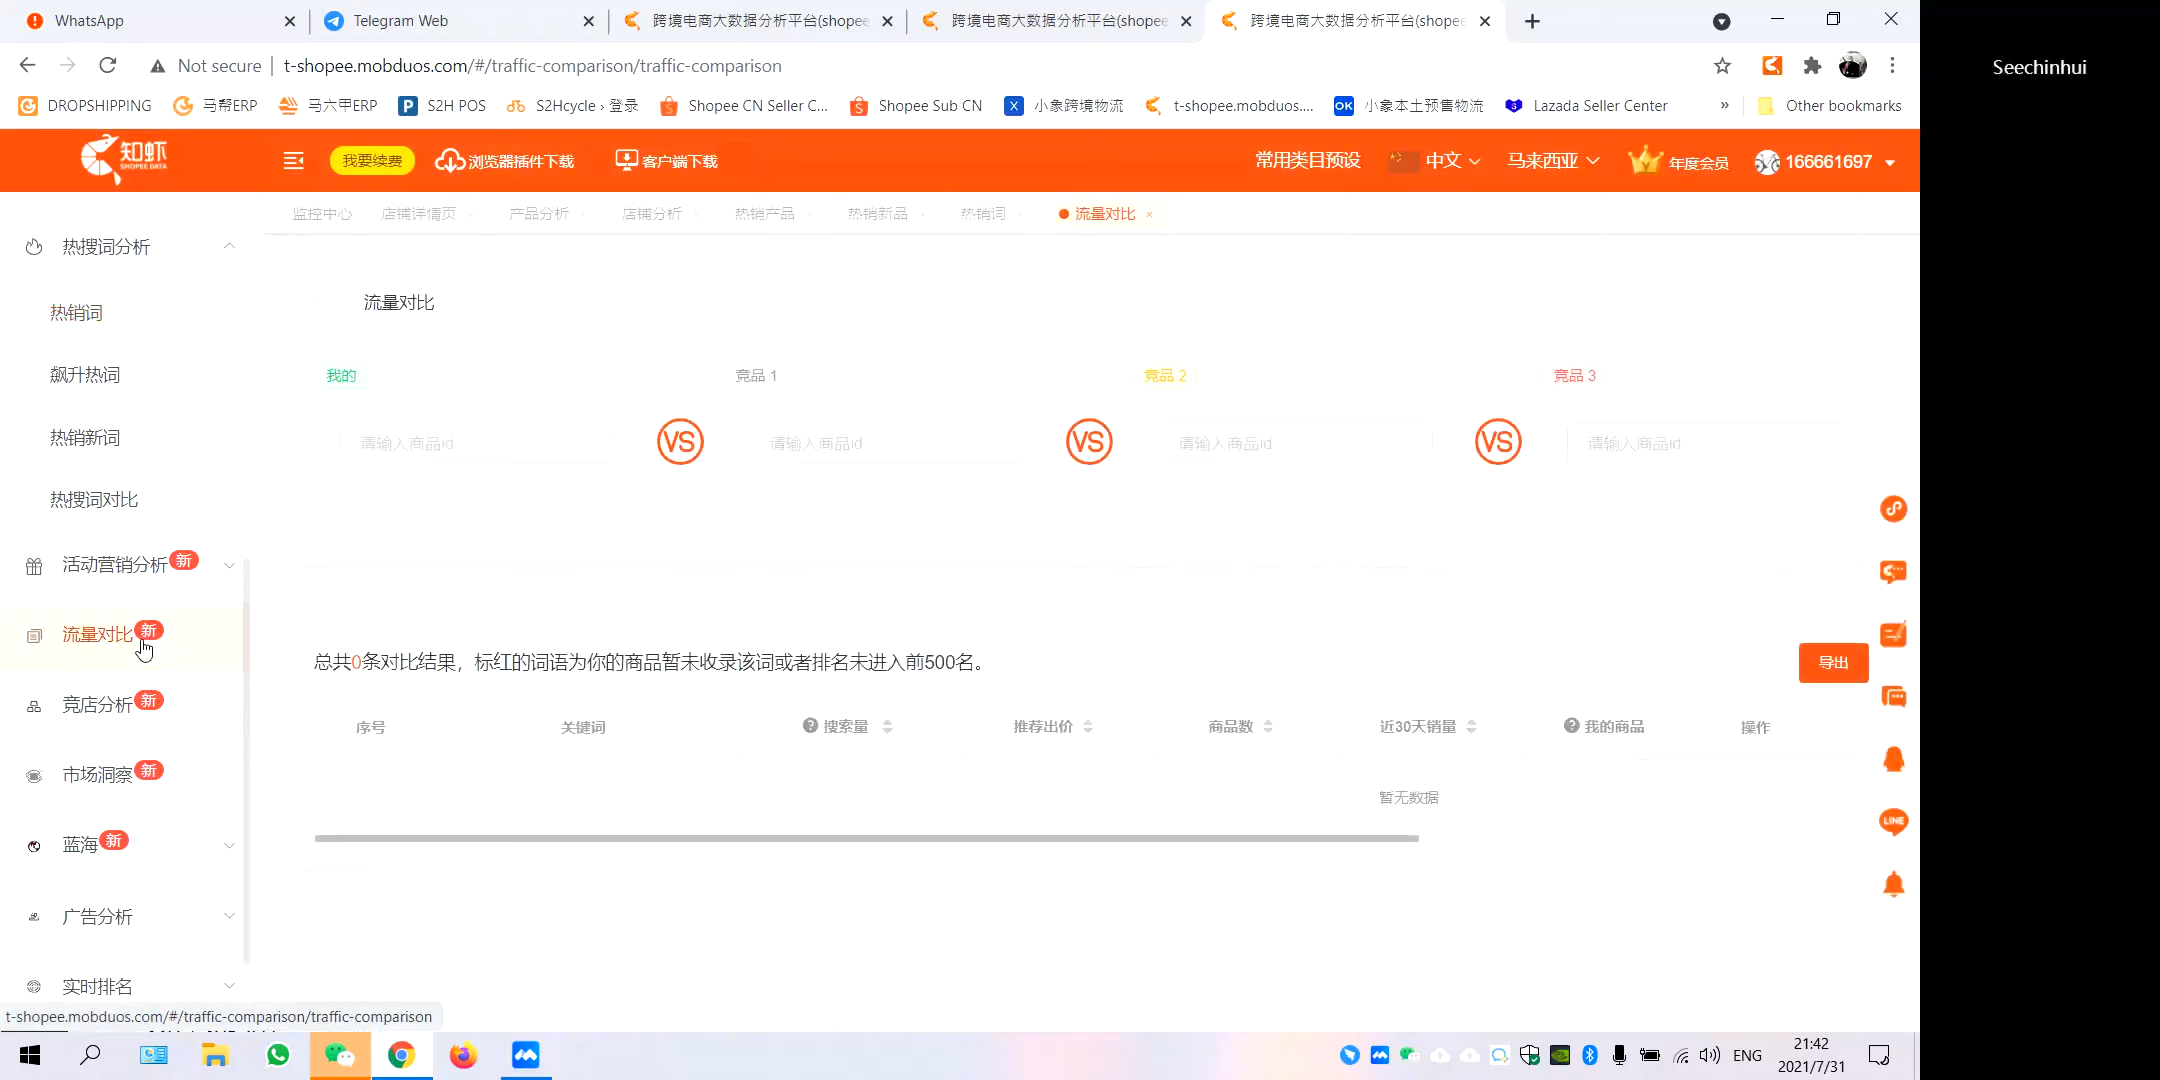 WhatsApp
Telegram Web
跨境电商大数据分析平台(shopee
跨境电商大数据分析平台(shopee
跨境电商大数据分析平台(shopee
Not secure
t-shopee.mobduos.com/#/traffic-comparison/traffic-comparison
Seechinhui
DROPSHIPPING
马帮ERP
马六甲ERP
S2H POS
S2Hcycle › 登录
Shopee CN Seller C...
Shopee Sub CN
小象跨境物流
t-shopee.mobduos....
OK
小象本土预售物流
Lazada Seller Center
»
Other bookmarks
知虾
SHOPEE DATA
我要续费
浏览器插件下载
客户端下载
常用类目预设
中文
马来西亚
年度会员
166661697
监控中心
店铺详情页
产品分析
店铺分析
热销产品
热销新品
热销词
流量对比
热搜词分析
热销词
飙升热词
热销新词
热搜词对比
活动营销分析 新
流量对比 新
竞店分析 新
市场洞察 新
蓝海 新
广告分析
实时排名
流量对比
我的
竞品 1
竞品 2
竞品 3
请输入商品id
VS
请输入商品id
VS
请输入商品id
VS
请输入商品id
总共0条对比结果，标红的词语为你的商品暂未收录该词或者排名未进入前500名。
导出
序号
关键词
搜索量
推荐出价
商品数
近30天销量
我的商品
操作
暂无数据
LINE
t-shopee.mobduos.com/#/traffic-comparison/traffic-comparison
ENG
21:42
2021/7/31